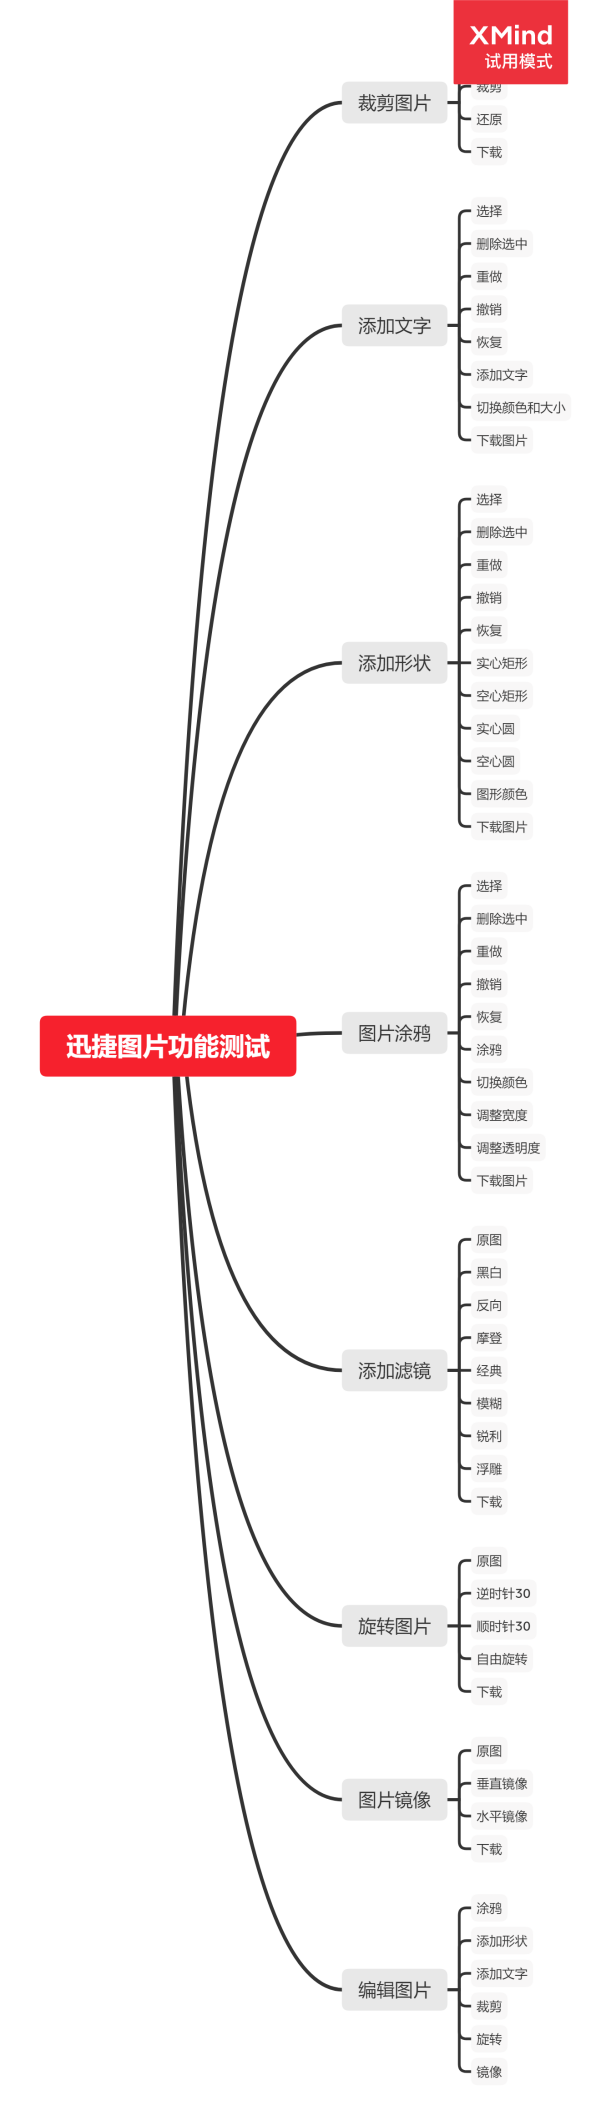 XMind
试用模式
裁剪图片
裁剪
还原
下载
添加文字
选择
删除选中
重做
撤销
恢复
添加文字
切换颜色和大小
下载图片
添加形状
选择
删除选中
重做
撤销
恢复
实心矩形
空心矩形
实心圆
空心圆
图形颜色
下载图片
迅捷图片功能测试
图片涂鸦
选择
删除选中
重做
撤销
恢复
涂鸦
切换颜色
调整宽度
调整透明度
下载图片
添加滤镜
原图
黑白
反向
摩登
经典
模糊
锐利
浮雕
下载
旋转图片
原图
逆时针30
顺时针30
自由旋转
下载
图片镜像
原图
垂直镜像
水平镜像
下载
编辑图片
涂鸦
添加形状
添加文字
裁剪
旋转
镜像